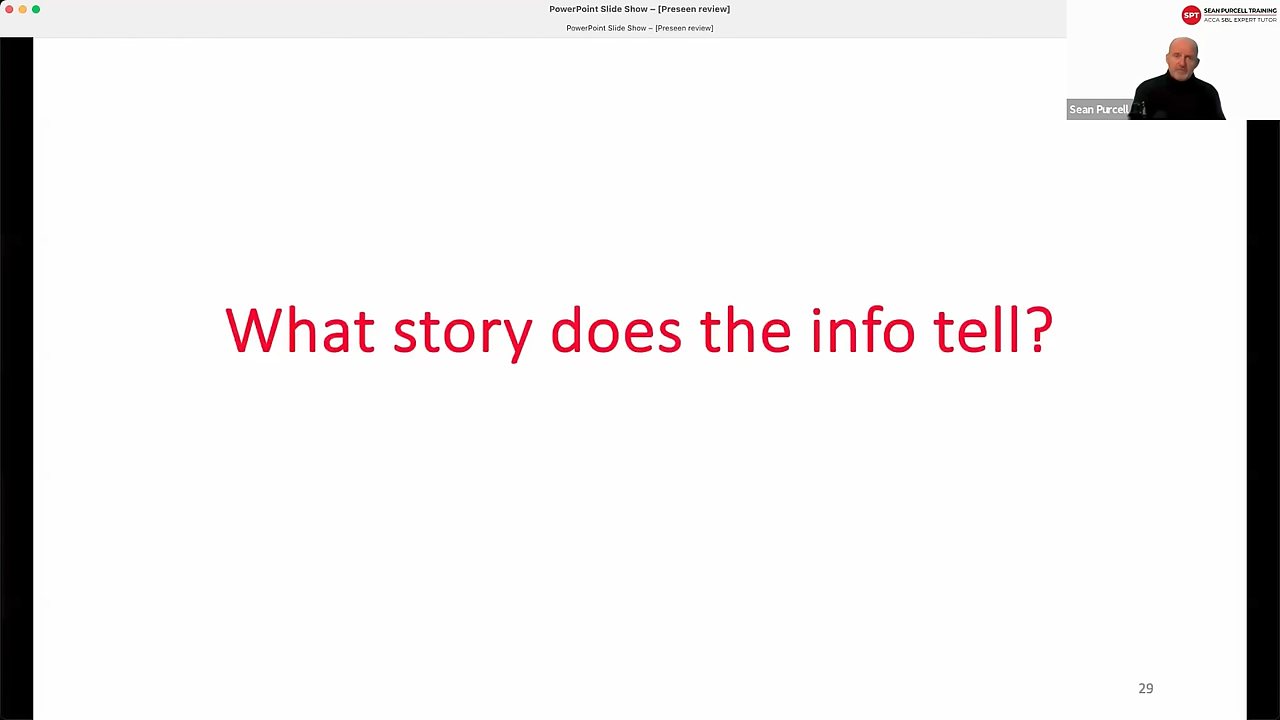 PowerPoint Slide Show – [Preseen review]
PowerPoint Slide Show – [Preseen review]
SPT
SEAN PURCELL TRAINING
ACCA SBL EXPERT TUTOR
Sean Purcell
What story does the info tell?
29